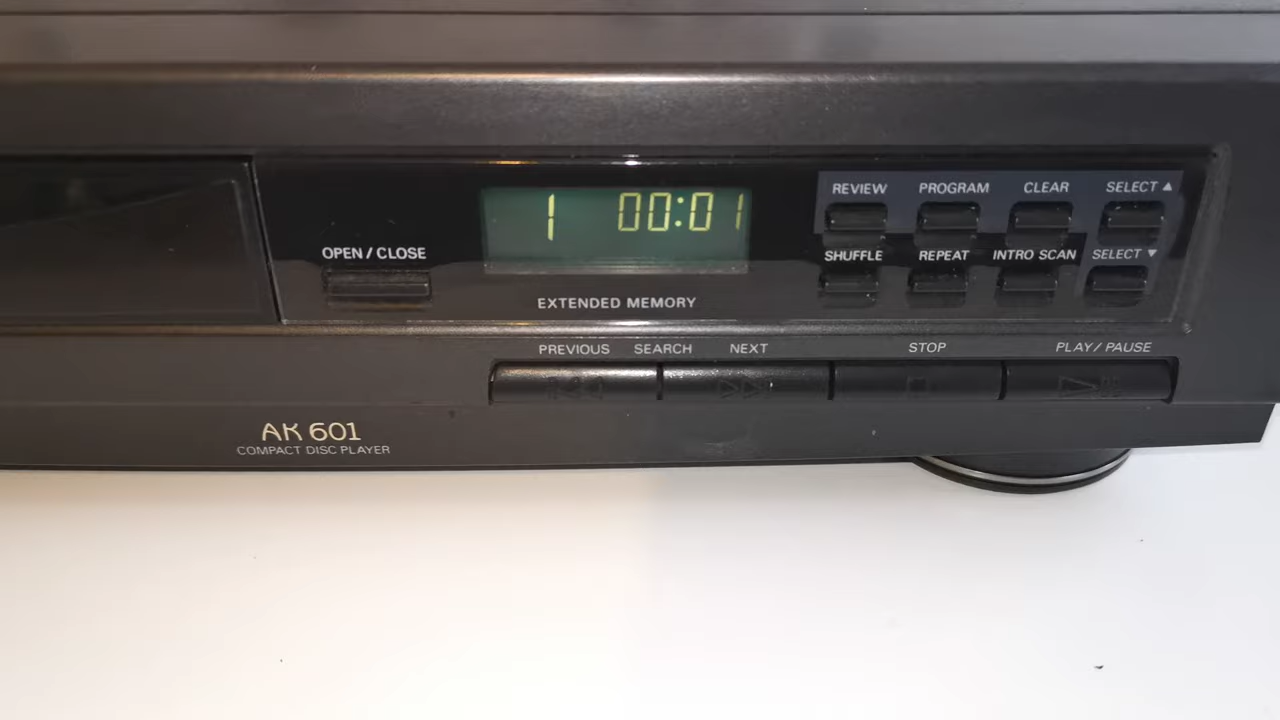 REVIEW PROGRAM CLEAR SELECT ▲
1 00:01
OPEN / CLOSE
SHUFFLE REPEAT INTRO SCAN SELECT ▼
EXTENDED MEMORY
PREVIOUS SEARCH NEXT STOP PLAY / PAUSE
AK 601
COMPACT DISC PLAYER